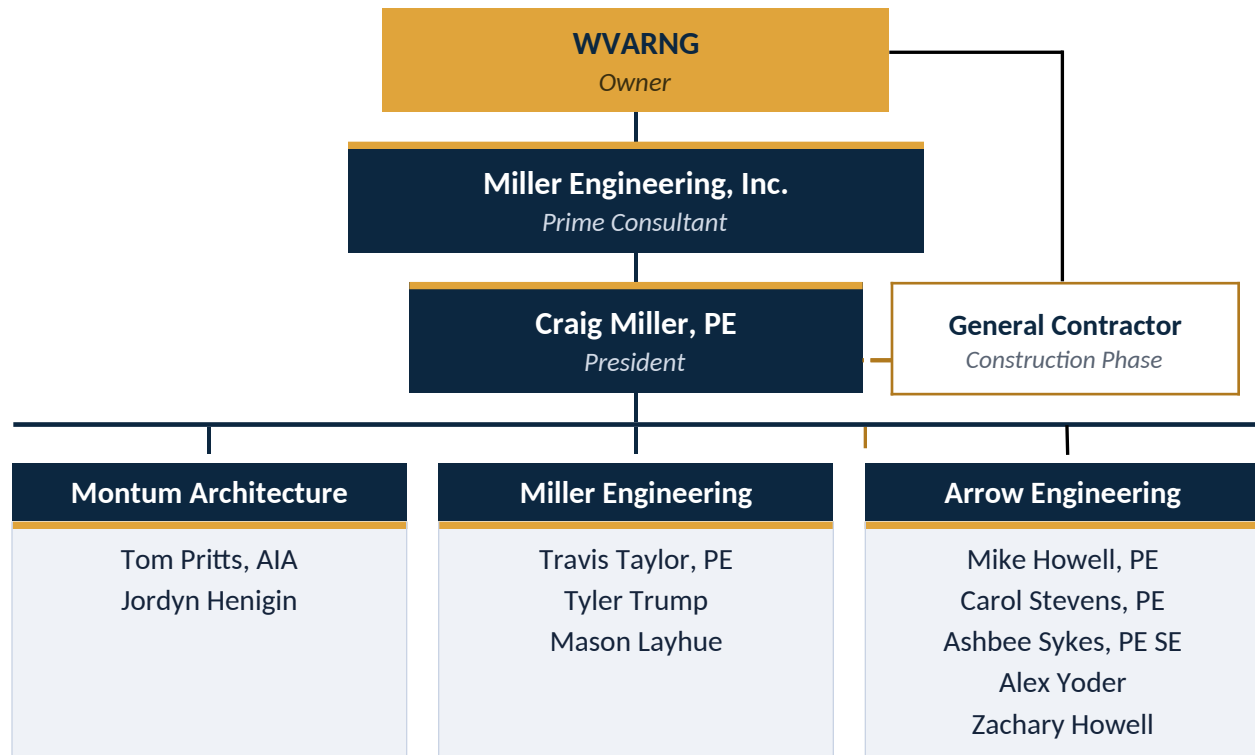 WVARNG
Owner
Miller Engineering, Inc.
Prime Consultant
Craig Miller, PE
President
General Contractor
Construction Phase
Montum Architecture
Tom Pritts, AIA
Jordyn Henigin
Miller Engineering
Travis Taylor, PE
Tyler Trump
Mason Layhue
Arrow Engineering
Mike Howell, PE
Carol Stevens, PE
Ashbee Sykes, PE SE
Alex Yoder
Zachary Howell